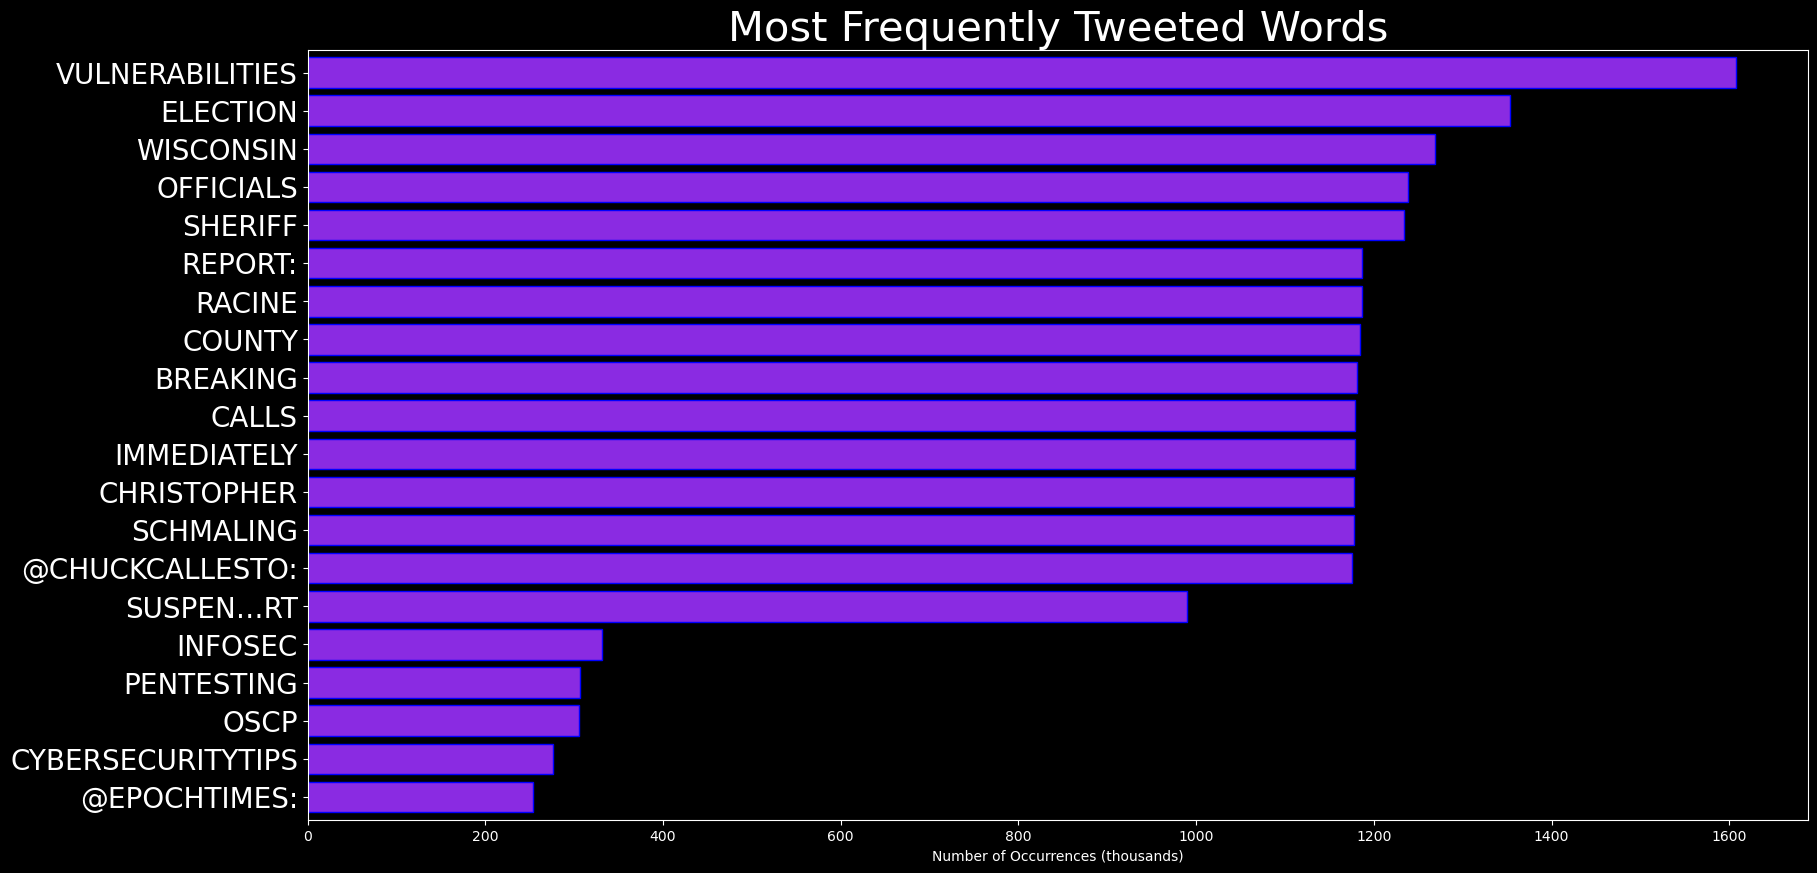 Most Frequently Tweeted Words
VULNERABILITIES
ELECTION
WISCONSIN
OFFICIALS
SHERIFF
REPORT:
RACINE
COUNTY
BREAKING
CALLS
IMMEDIATELY
CHRISTOPHER
SCHMALING
@CHUCKCALLESTO:
SUSPEN…RT
INFOSEC
PENTESTING
OSCP
CYBERSECURITYTIPS
@EPOCHTIMES:
0 200 400 600 800 1000 1200 1400 1600
Number of Occurrences (thousands)